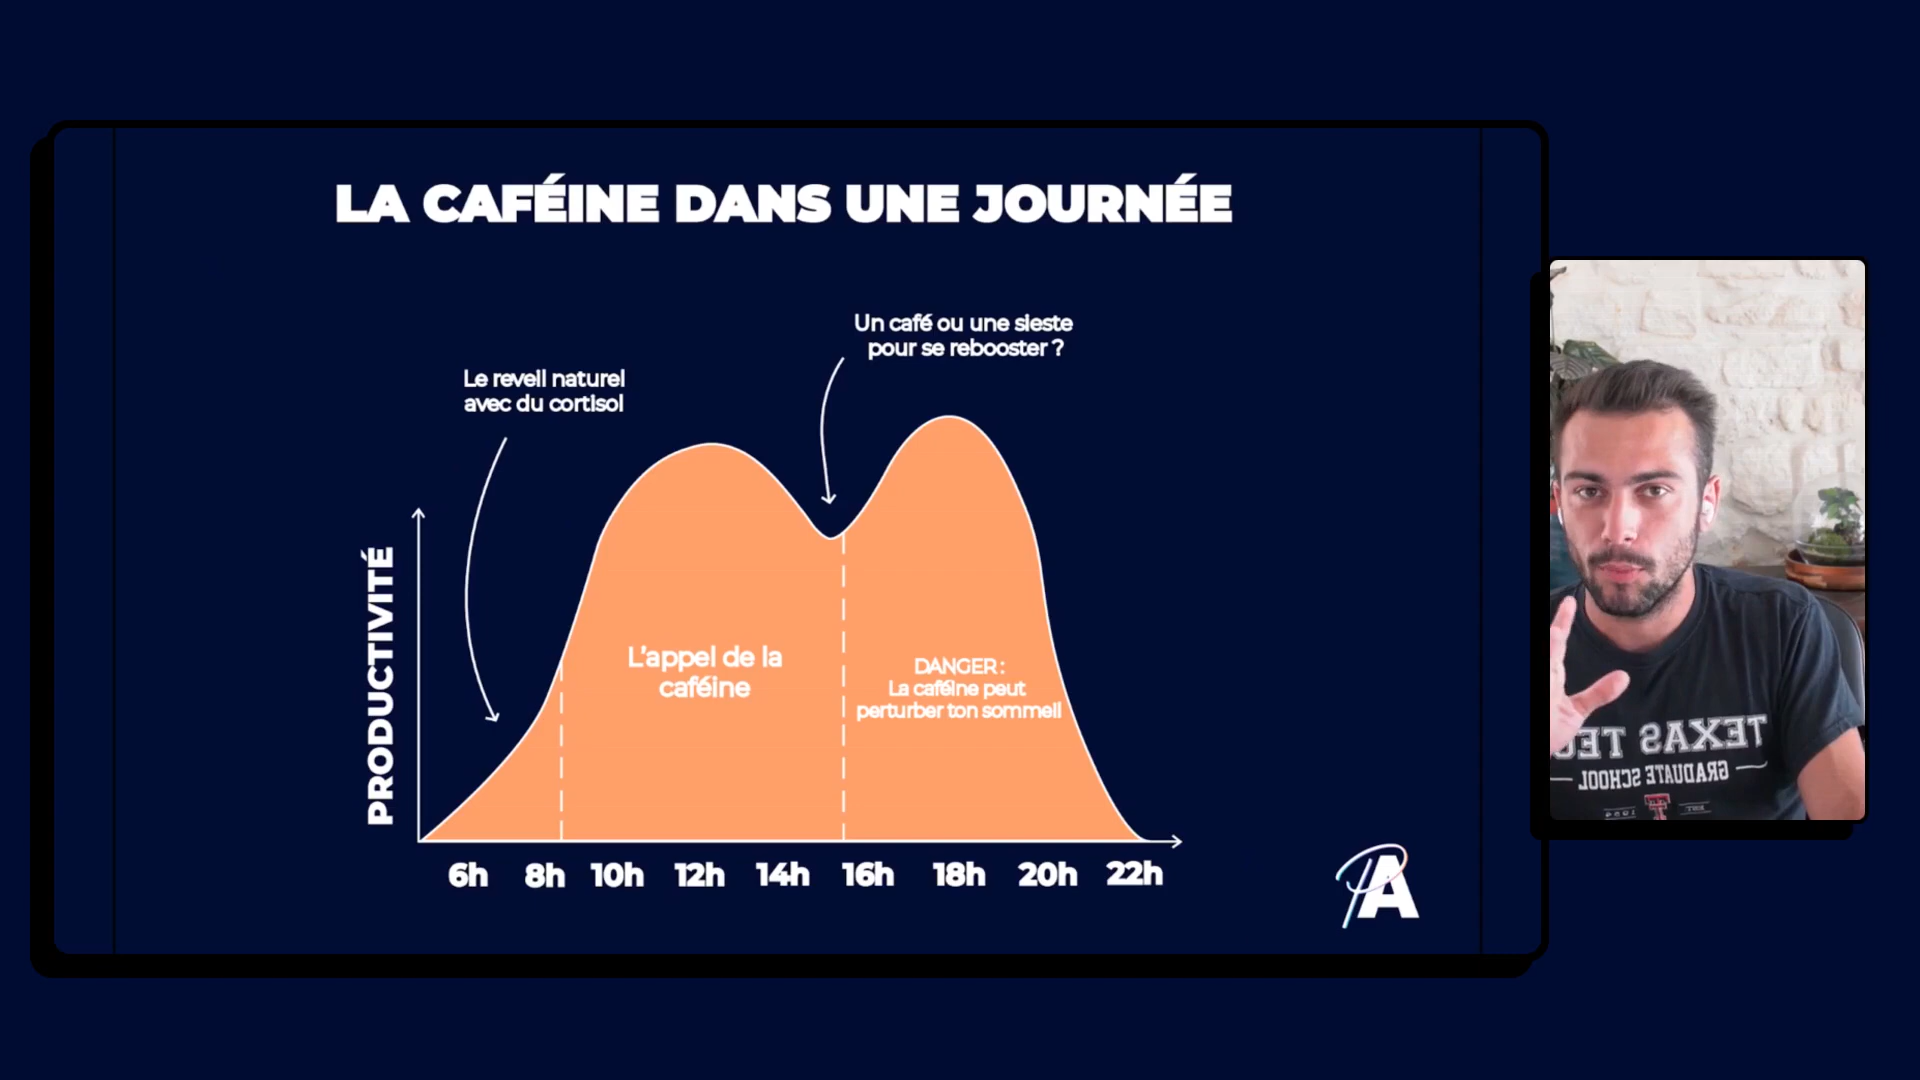 LA CAFÉINE DANS UNE JOURNÉE
Un café ou une sieste
pour se rebooster ?
Le reveil naturel
avec du cortisol
PRODUCTIVITÉ
L'appel de la
caféine
DANGER :
La caféine peut
perturber ton sommeil
6h 8h 10h 12h 14h 16h 18h 20h 22h
PA
TEXAS TEC
GRADUATE SCHOOL